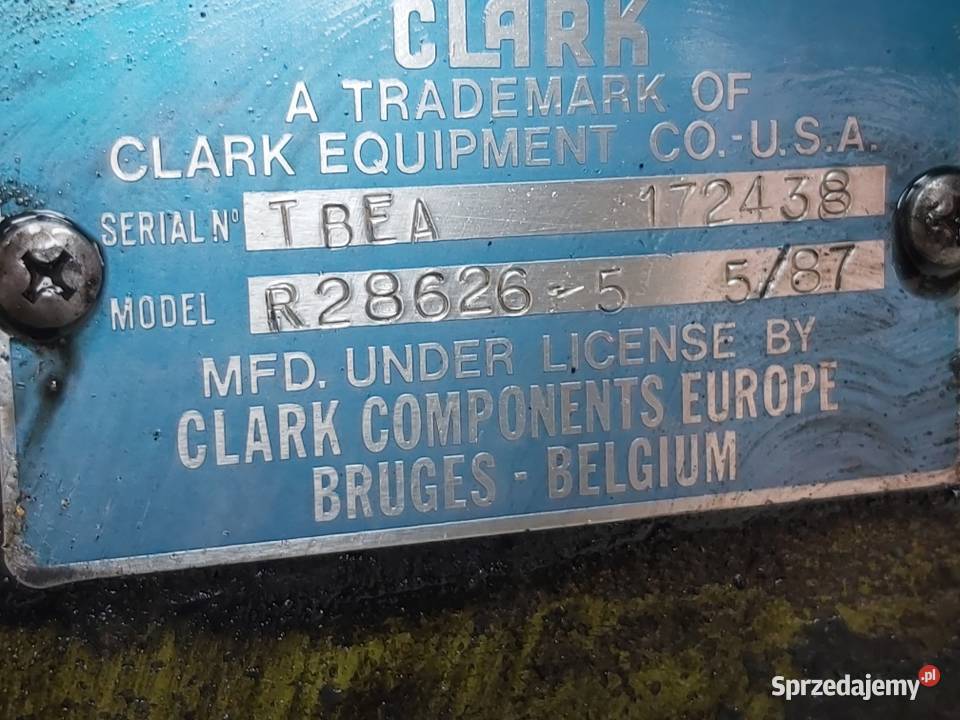 CLARK
A TRADEMARK OF
CLARK EQUIPMENT CO.-U.S.A.
SERIAL Nº TBEA 172438
MODEL R28626-5 5/87
MFD. UNDER LICENSE BY
CLARK COMPONENTS EUROPE
BRUGES - BELGIUM
Sprzedajemy.pl